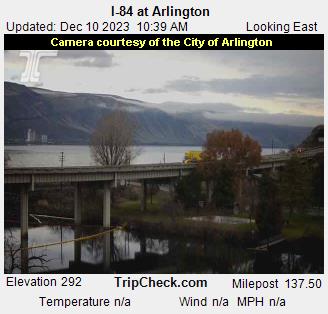 I-84 at Arlington
Updated: Dec 10 2023 10:39 AM Looking East
Camera courtesy of the City of Arlington
Elevation 292 TripCheck.com Milepost 137.50
Temperature n/a Wind n/a MPH n/a